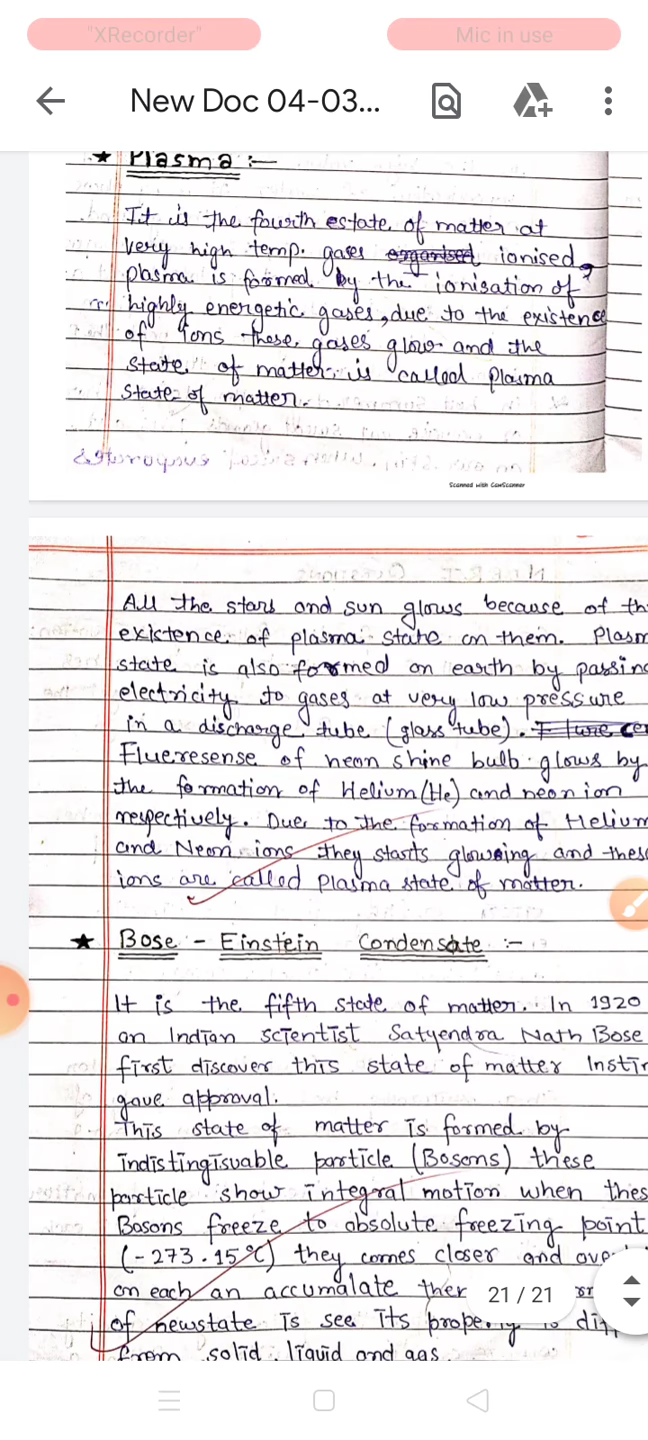 "XRecorder"
Mic in use
New Doc 04-03...
★ Plasma :-
It is the fourth estate of matter at
very high temp. gases ionised,
plasma is formed by the ionisation of
highly energetic gases, due to the existence
of Ions these gases glow and the
state of matter is called plasma
state of matter.
Scanned with CamScanner
All the stars and sun glows because of th
existence of plasma state on them. Plasm
state is also formed on earth by passing
electricity to gases at very low pressure
in a discharge tube (glass tube).
Flueresense of neon shine bulb glows by
the formation of Helium (He) and neon ion
respectively. Due to the formation of Helium
and Neon ions they starts glowing and thes
ions are called plasma state of matter.
★ Bose - Einstein Condensate :-
It is the fifth state of matter. In 1920
an Indian scientist Satyendra Nath Bose
first discover this state of matter
gave approval.
This state of matter is formed by
indistingisuable particle (Bosons) these
particle show integral motion when thes
Bosons freeze to absolute freezing point
(-273.15°C) they comes closer and
on each an accumalate
21 / 21
of newstate is see its
from solid, liquid and gas